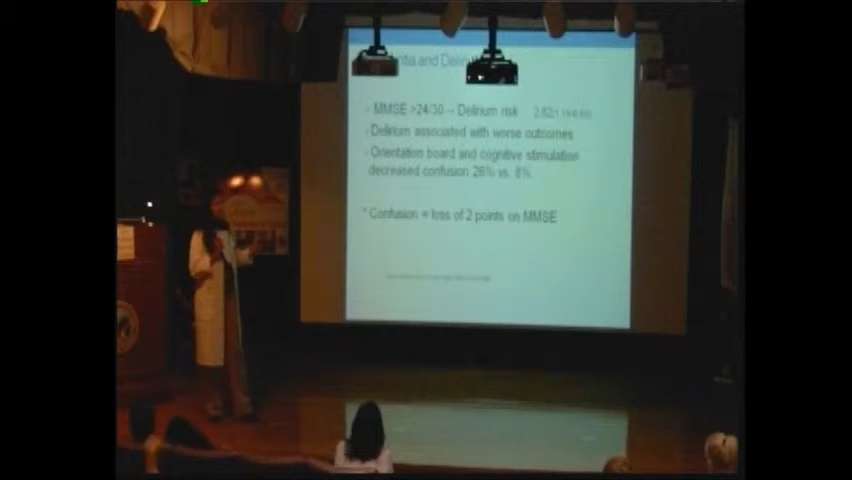 and
MMSE >24/30 - Delirium risk
Delirium associated with worse outcomes
Orientation board and cognitive stimulation
decreased confusion 26% vs. 8%
* Confusion = loss of 2 points on MMSE